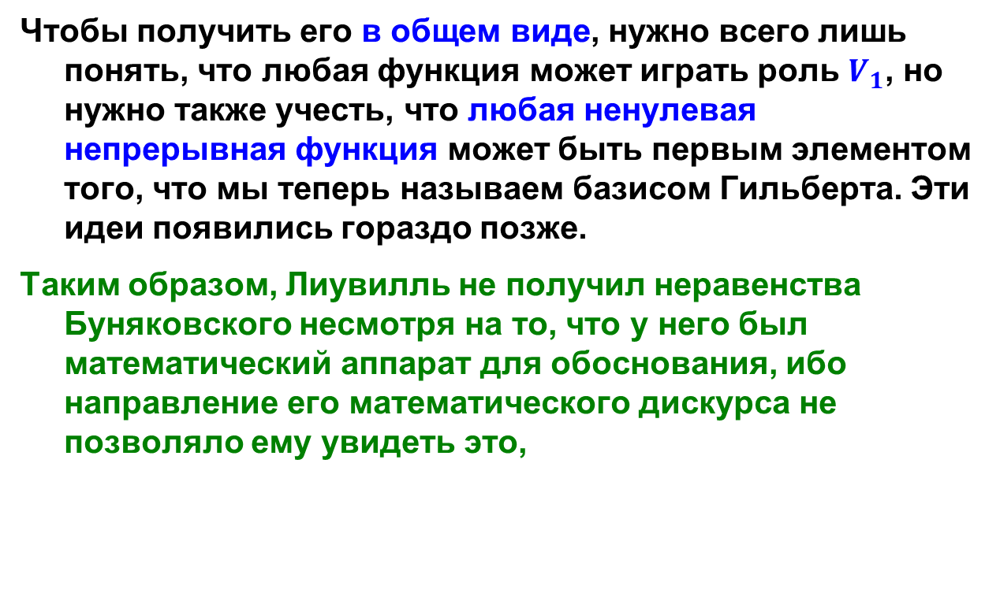 Чтобы получить его в общем виде, нужно всего лишь
понять, что любая функция может играть роль V₁, но
нужно также учесть, что любая ненулевая
непрерывная функция может быть первым элементом
того, что мы теперь называем базисом Гильберта. Эти
идеи появились гораздо позже.
Таким образом, Лиувилль не получил неравенства
Буняковского несмотря на то, что у него был
математический аппарат для обоснования, ибо
направление его математического дискурса не
позволяло ему увидеть это,